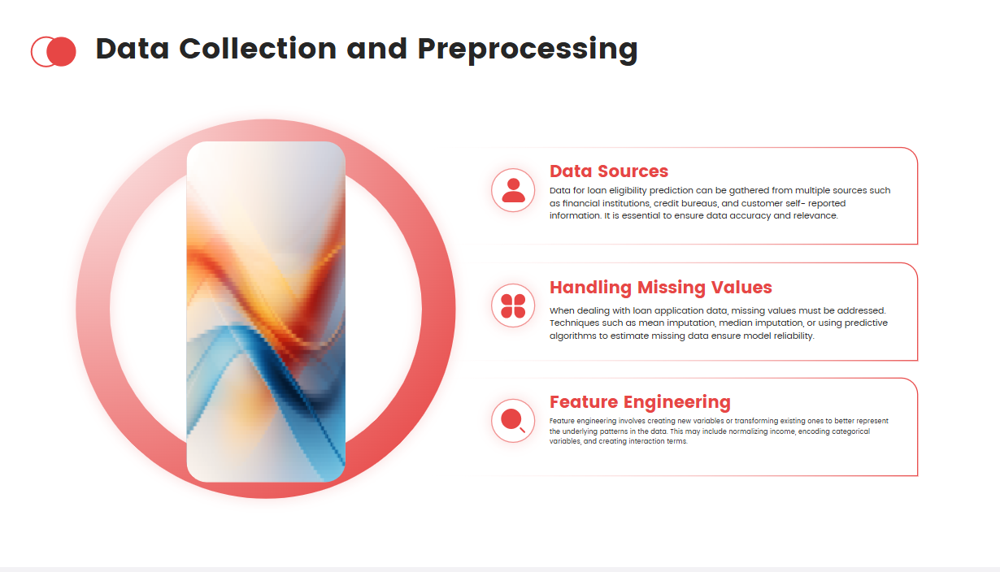 Data Collection and Preprocessing
Data Sources
Data for loan eligibility prediction can be gathered from multiple sources such
as financial institutions, credit bureaus, and customer self- reported
information. It is essential to ensure data accuracy and relevance.
Handling Missing Values
When dealing with loan application data, missing values must be addressed.
Techniques such as mean imputation, median imputation, or using predictive
algorithms to estimate missing data ensure model reliability.
Feature Engineering
Feature engineering involves creating new variables or transforming existing ones to better represent
the underlying patterns in the data. This may include normalizing income, encoding categorical
variables, and creating interaction terms.